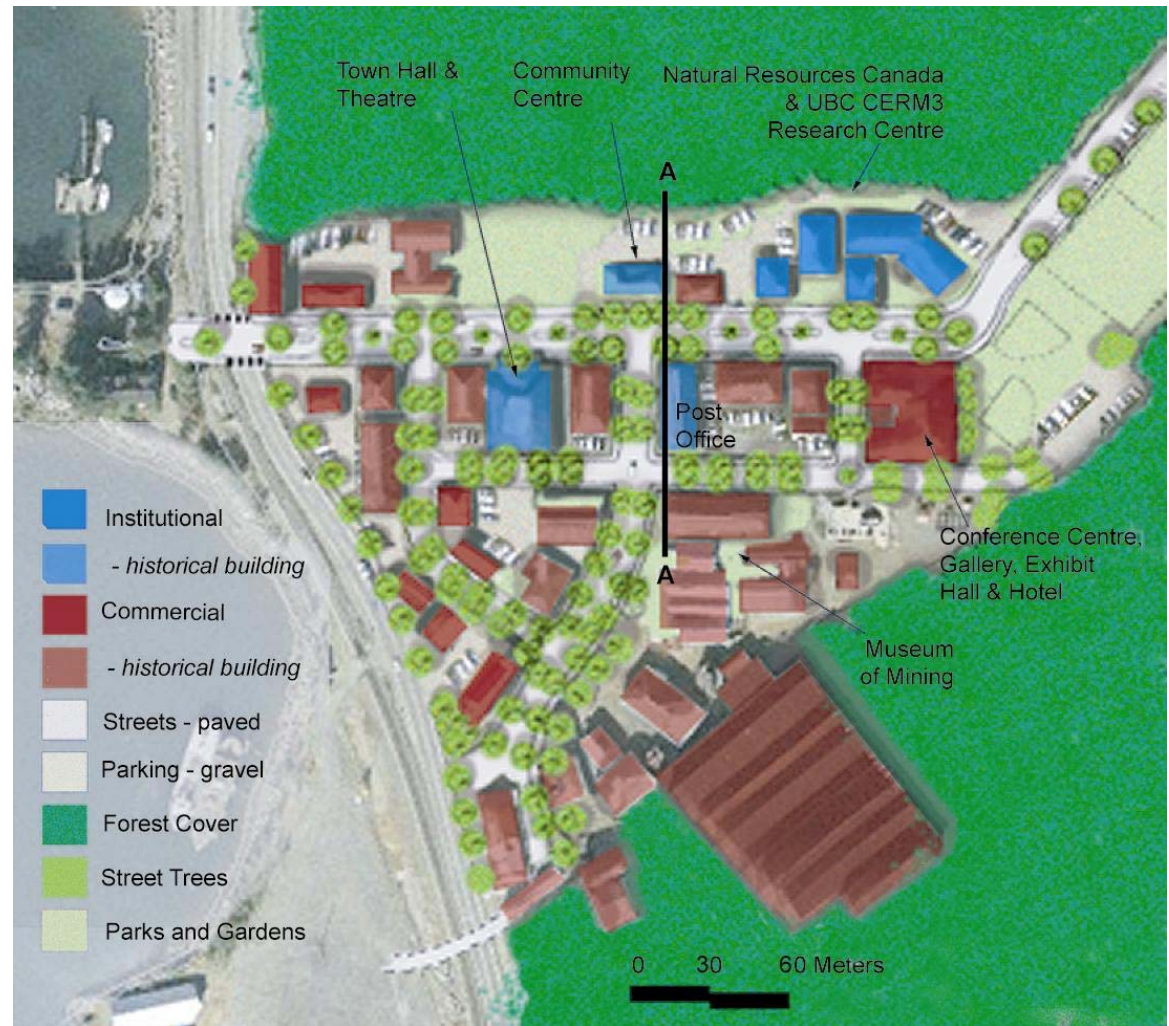 Town Hall &
Theatre
Community
Centre
Natural Resources Canada
& UBC CERM3
Research Centre
A
Post
Office
A
Conference Centre,
Gallery, Exhibit
Hall & Hotel
Museum
of Mining
Institutional
- historical building
Commercial
- historical building
Streets - paved
Parking - gravel
Forest Cover
Street Trees
Parks and Gardens
0 30 60 Meters